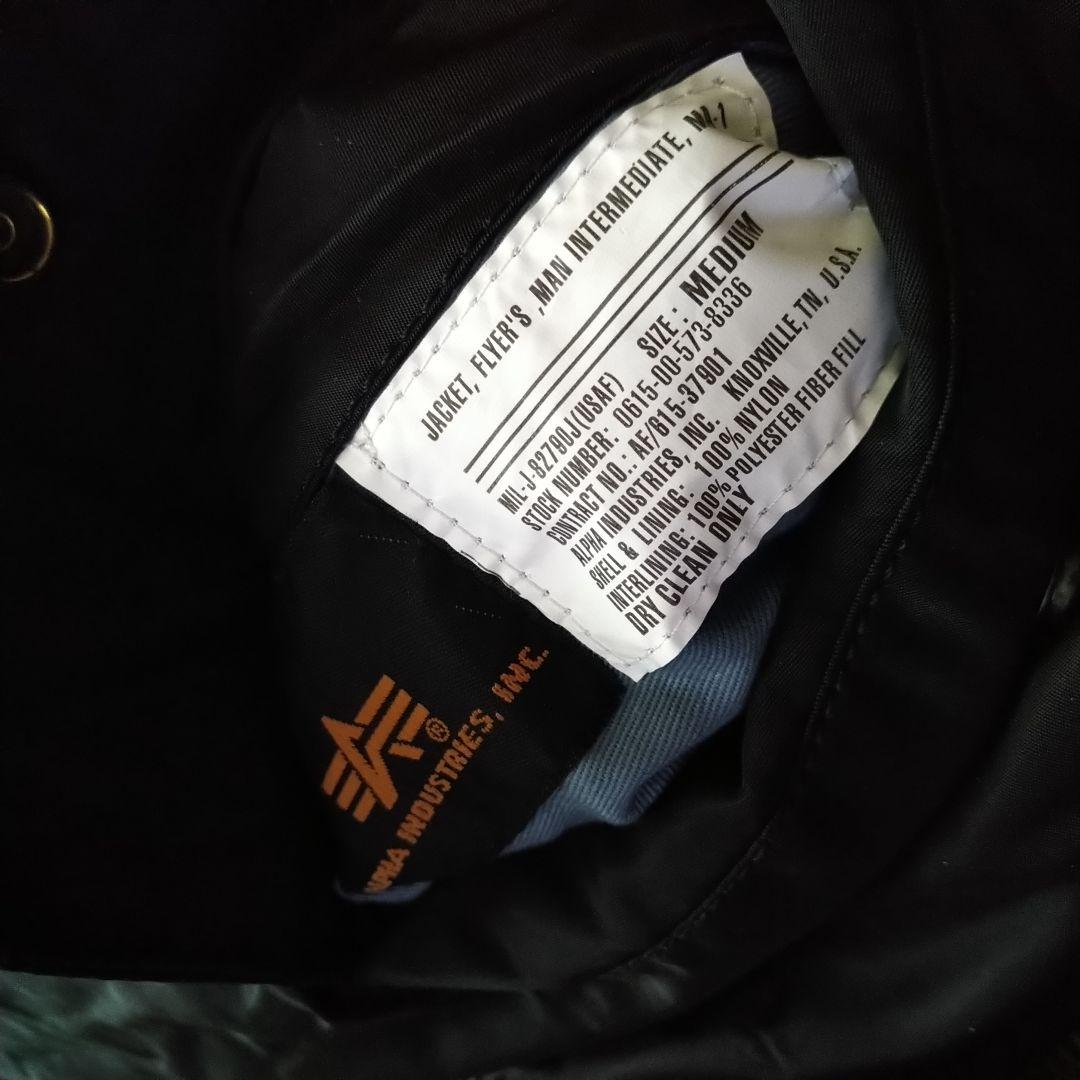 JACKET, FLYER'S ,MAN INTERMEDIATE, MA-1
SIZE : MEDIUM
MIL-J-82790J(USAF)
STOCK NUMBER: 0615-00-573-8336
CONTRACT NO.: AF/615-37901
ALPHA INDUSTRIES, INC. KNOXVILLE,TN, U.S.A.
SHELL & LINING: 100% NYLON
INTERLINING: 100% POLYESTER FIBER FILL
DRY CLEAN ONLY
®
ALPHA INDUSTRIES, INC.